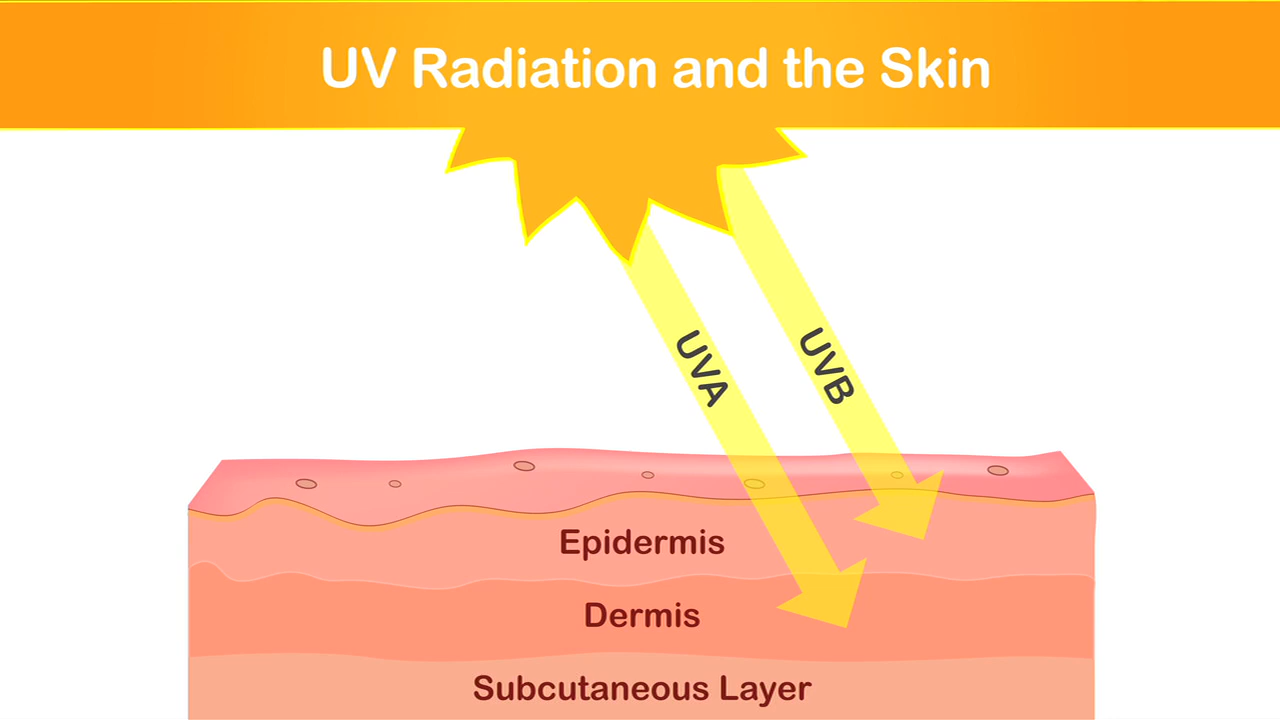 UV Radiation and the Skin
UVA
UVB
Epidermis
Dermis
Subcutaneous Layer